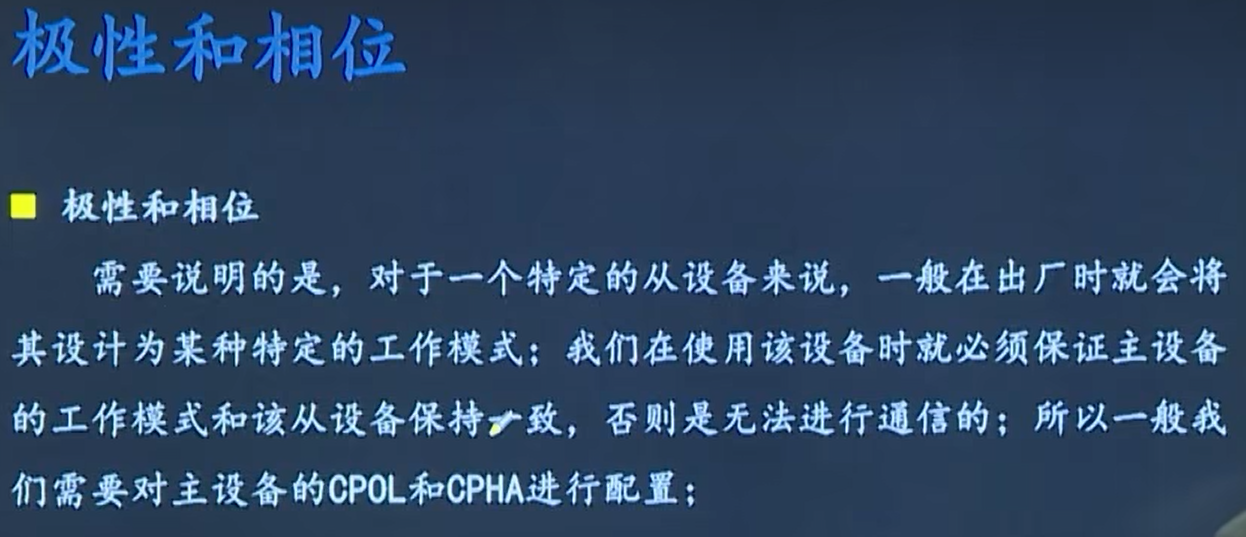 极性和相位
极性和相位
需要说明的是，对于一个特定的从设备来说，一般在出厂时就会将
其设计为某种特定的工作模式；我们在使用该设备时就必须保证主设备
的工作模式和该从设备保持一致，否则是无法进行通信的；所以一般我
们需要对主设备的CPOL和CPHA进行配置；